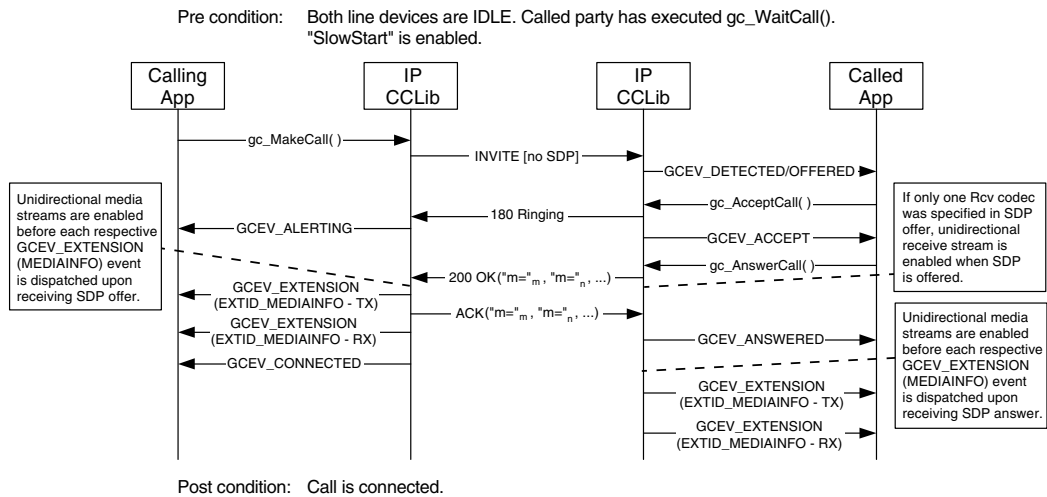 Pre condition: Both line devices are IDLE. Called party has executed gc_WaitCall().
"SlowStart" is enabled.
Calling
App
IP
CCLib
IP
CCLib
Called
App
gc_MakeCall( )
INVITE [no SDP]
GCEV_DETECTED/OFFERED
Unidirectional media
streams are enabled
before each respective
GCEV_EXTENSION
(MEDIAINFO) event
is dispatched upon
receiving SDP offer.
If only one Rcv codec
was specified in SDP
offer, unidirectional
receive stream is
enabled when SDP
is offered.
gc_AcceptCall( )
180 Ringing
GCEV_ALERTING
GCEV_ACCEPT
gc_AnswerCall( )
200 OK("m="m, "m="n, ...)
GCEV_EXTENSION
(EXTID_MEDIAINFO - TX)
ACK("m="m, "m="n, ...)
GCEV_EXTENSION
(EXTID_MEDIAINFO - RX)
GCEV_ANSWERED
GCEV_CONNECTED
Unidirectional media
streams are enabled
before each respective
GCEV_EXTENSION
(MEDIAINFO) event
is dispatched upon
receiving SDP answer.
GCEV_EXTENSION
(EXTID_MEDIAINFO - TX)
GCEV_EXTENSION
(EXTID_MEDIAINFO - RX)
Post condition: Call is connected.